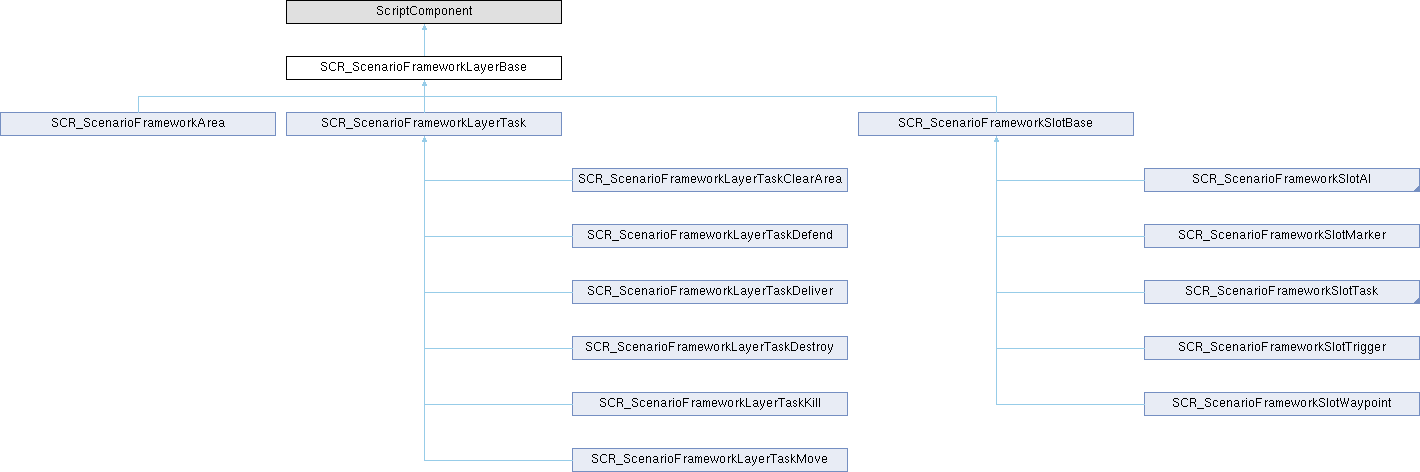 ScriptComponent
SCR_ScenarioFrameworkLayerBase
SCR_ScenarioFrameworkArea
SCR_ScenarioFrameworkLayerTask
SCR_ScenarioFrameworkSlotBase
SCR_ScenarioFrameworkLayerTaskClearArea
SCR_ScenarioFrameworkSlotAI
SCR_ScenarioFrameworkLayerTaskDefend
SCR_ScenarioFrameworkSlotMarker
SCR_ScenarioFrameworkLayerTaskDeliver
SCR_ScenarioFrameworkSlotTask
SCR_ScenarioFrameworkLayerTaskDestroy
SCR_ScenarioFrameworkSlotTrigger
SCR_ScenarioFrameworkLayerTaskKill
SCR_ScenarioFrameworkSlotWaypoint
SCR_ScenarioFrameworkLayerTaskMove